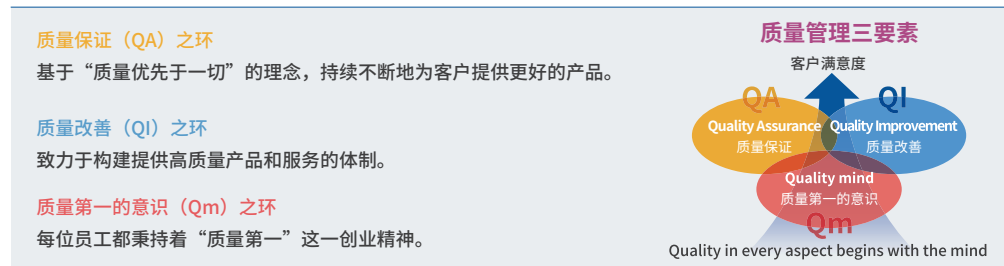 质量保证（QA）之环
基于“质量优先于一切”的理念，持续不断地为客户提供更好的产品。
质量改善（QI）之环
致力于构建提供高质量产品和服务的体制。
质量第一的意识（Qm）之环
每位员工都秉持着“质量第一”这一创业精神。
质量管理三要素
客户满意度
QA
QI
Quality Assurance
质量保证
Quality Improvement
质量改善
Quality mind
质量第一的意识
Qm
Quality in every aspect begins with the mind